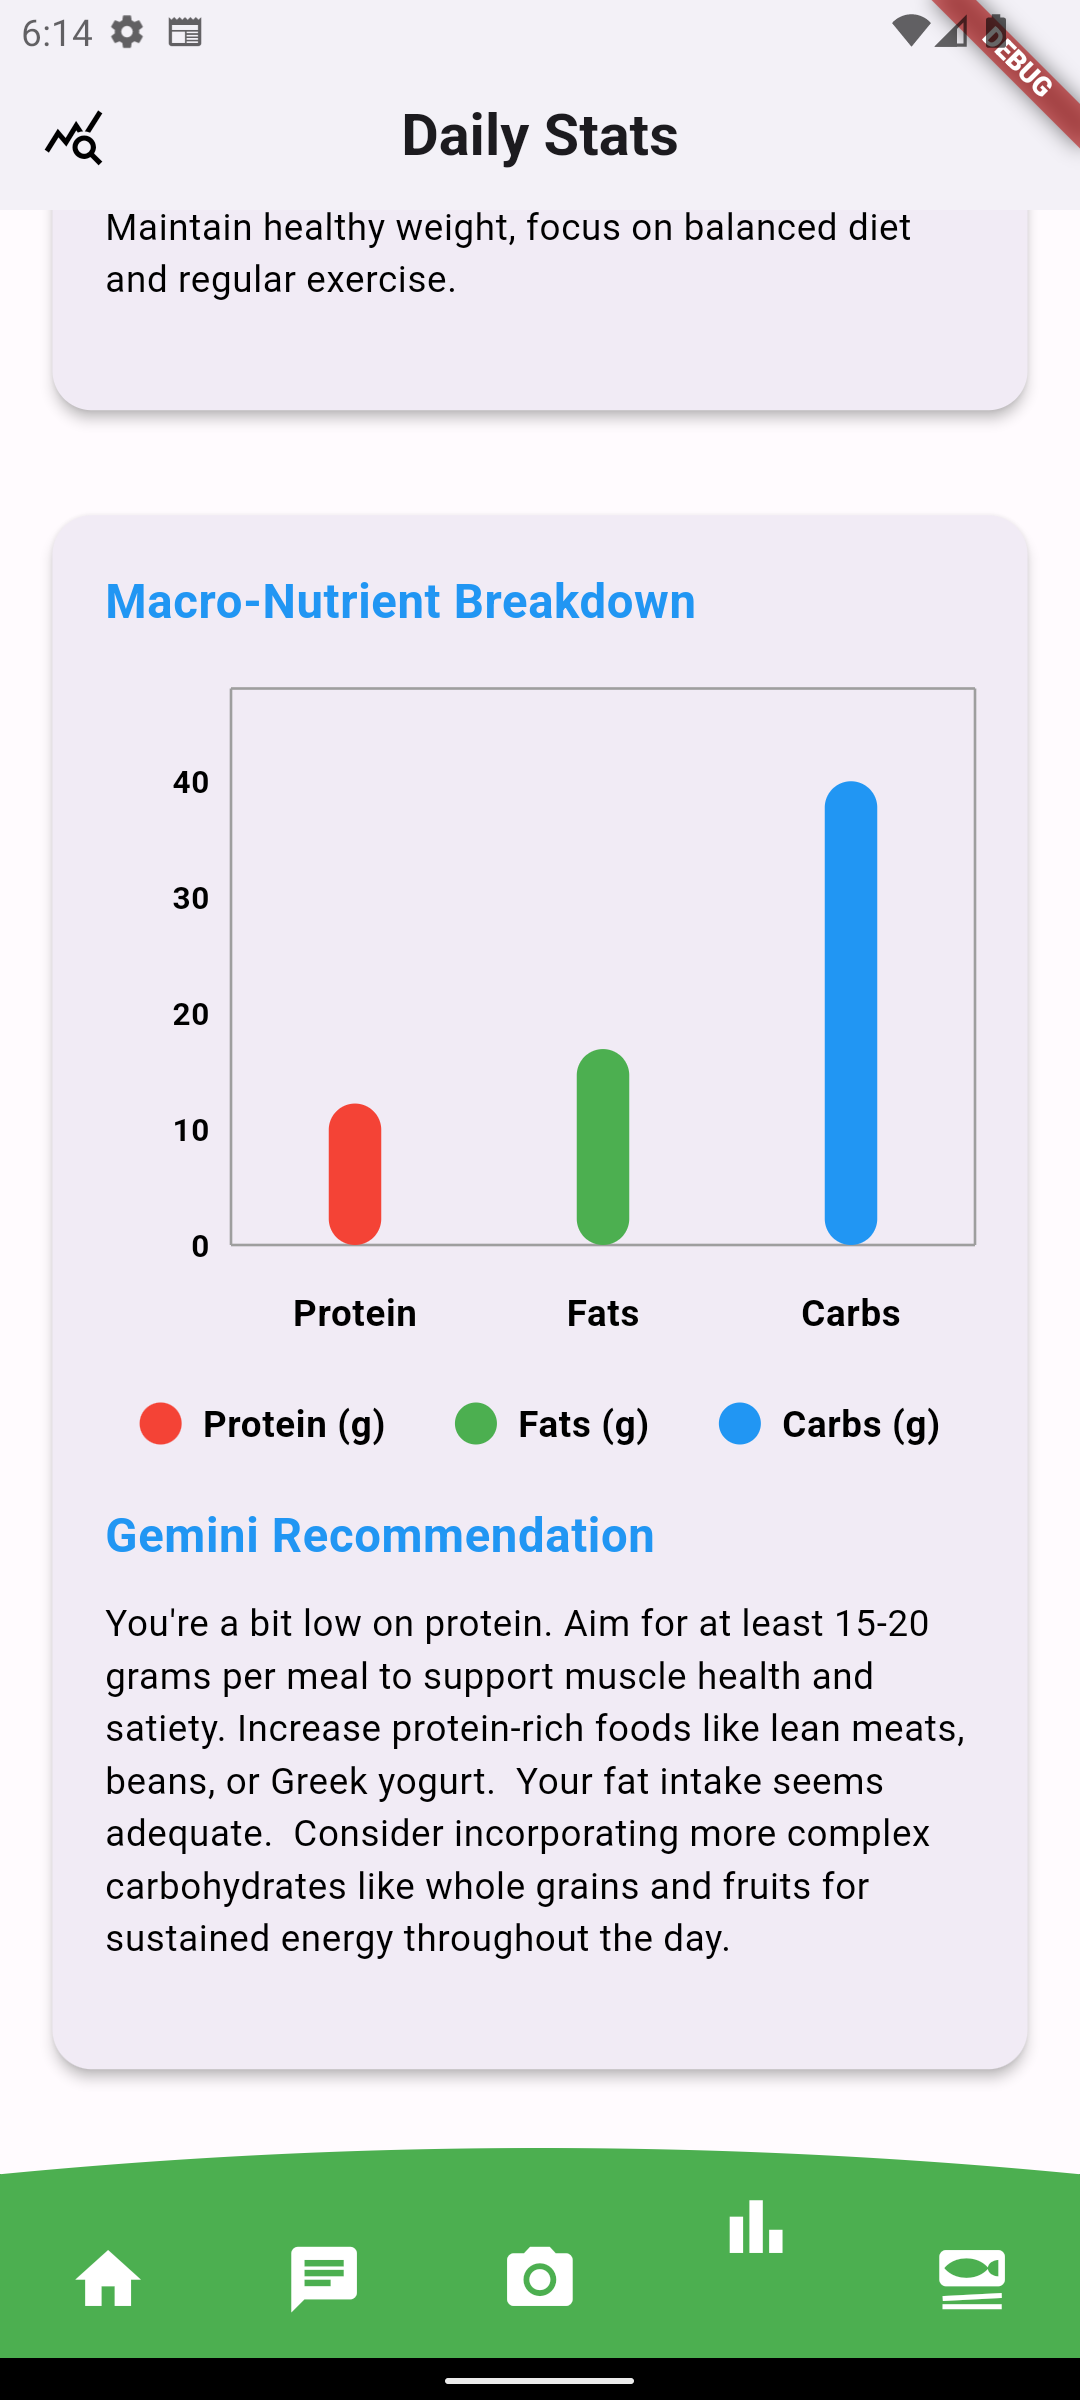 6:14
DEBUG
Daily Stats
Maintain healthy weight, focus on balanced diet
and regular exercise.
Macro-Nutrient Breakdown
40
30
20
10
0
Protein Fats Carbs
Protein (g) Fats (g) Carbs (g)
Gemini Recommendation
You're a bit low on protein. Aim for at least 15-20
grams per meal to support muscle health and
satiety. Increase protein-rich foods like lean meats,
beans, or Greek yogurt.  Your fat intake seems
adequate.  Consider incorporating more complex
carbohydrates like whole grains and fruits for
sustained energy throughout the day.